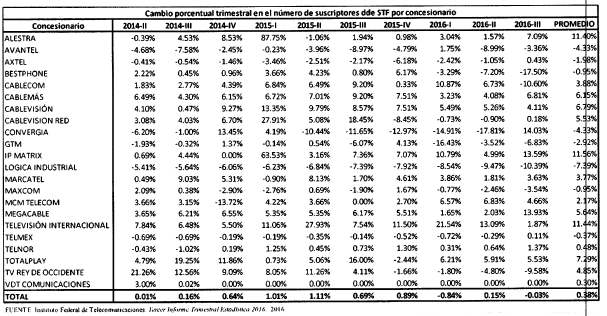 Cambio porcentual trimestral en el número de suscriptores dde STF por concesionario
Concesionario 2014-II 2014-III 2014-IV 2015-I 2015-II 2015-III 2015-IV 2016-I 2016-II 2016-III PROMEDIO
ALESTRA -0.39% 4.53% 8.53% 87.75% -1.06% 1.94% 0.98% 3.04% 1.57% 7.09% 11.40%
AVANTEL -4.68% -7.58% -2.45% -0.23% -3.96% -8.97% -4.79% 1.75% -8.99% -3.36% -4.33%
AXTEL -0.41% -0.54% -1.46% -3.46% -2.51% -2.17% -6.18% -2.42% -1.05% 0.43% -1.98%
BESTPHONE 2.22% 0.45% 0.96% 3.66% 4.23% 0.80% 6.17% -3.29% -7.20% -17.50% -0.95%
CABLECOM 1.83% 2.77% 4.39% 6.84% 6.49% 9.20% 0.33% 10.87% 6.73% -10.60% 3.88%
CABLEMÁS 6.49% 4.30% 6.15% 6.72% 7.01% 9.20% 7.51% 3.23% 4.08% 6.81% 6.15%
CABLEVISIÓN 4.10% 0.47% 9.27% 13.35% 9.79% 8.57% 7.51% 5.49% 5.26% 4.11% 6.79%
CABLEVISION RED 3.08% 4.03% 6.70% 27.91% 5.08% 18.45% -8.45% -0.73% -0.90% 0.18% 5.53%
CONVERGIA -6.20% -1.00% 13.45% 4.19% -10.44% -11.65% -12.97% -14.91% -17.81% 14.03% -4.33%
GTM -1.93% -0.32% 1.37% -0.14% 0.54% -6.07% 4.13% -16.43% -3.52% -6.83% -2.92%
IP MATRIX 0.69% 4.44% 0.00% 63.53% 3.16% 7.36% 7.07% 10.79% 4.99% 13.59% 11.56%
LOGICA INDUSTRIAL -5.41% -5.64% -6.06% -6.23% -6.84% -7.39% -7.92% -8.54% -9.47% -10.39% -7.39%
MARCATEL 0.49% 9.03% 5.31% -0.90% 8.13% 1.70% 4.61% 3.86% 1.81% 3.63% 3.77%
MAXCOM 2.09% 0.38% -2.90% -2.76% 0.69% -1.90% 1.67% -0.77% -2.46% -3.54% -0.95%
MCM TELECOM 3.66% 3.15% -13.72% 4.22% 3.66% 0.00% 2.70% 6.57% 6.83% 4.66% 2.17%
MEGACABLE 3.65% 6.21% 6.55% 5.35% 5.35% 6.17% 5.51% 1.65% 2.03% 13.93% 5.64%
TELEVISIÓN INTERNACIONAL 7.84% 6.48% 5.50% 11.06% 27.93% 7.54% 11.50% 21.54% 13.09% 1.87% 11.44%
TELMEX -0.69% -0.69% -0.19% -0.19% -0.35% -0.14% -0.52% -0.72% -0.29% 0.11% -0.37%
TELNOR -0.43% -1.02% 0.19% 1.25% 0.45% 0.73% 1.30% 0.31% 0.64% 1.37% 0.48%
TOTALPLAY 4.79% 19.25% 11.86% 0.73% 5.06% 16.00% -2.44% 6.21% 5.91% 5.53% 7.29%
TV REY DE OCCIDENTE 21.26% 12.56% 9.09% 8.05% 11.26% 4.11% -1.66% -1.80% -4.80% -9.58% 4.85%
VDT COMUNICACIONES 3.00% 0.02% 0.00% 0.00% 0.00% 0.00% 0.00% 0.00% 0.00% 0.00% 0.30%
TOTAL 0.01% 0.16% 0.64% 1.01% 1.11% 0.69% 0.89% -0.84% 0.15% -0.03% 0.38%
FUENTE Instituto Federal de Telecomunicaciones. Tercer Informe Trimestral Estadístico 2016 2016